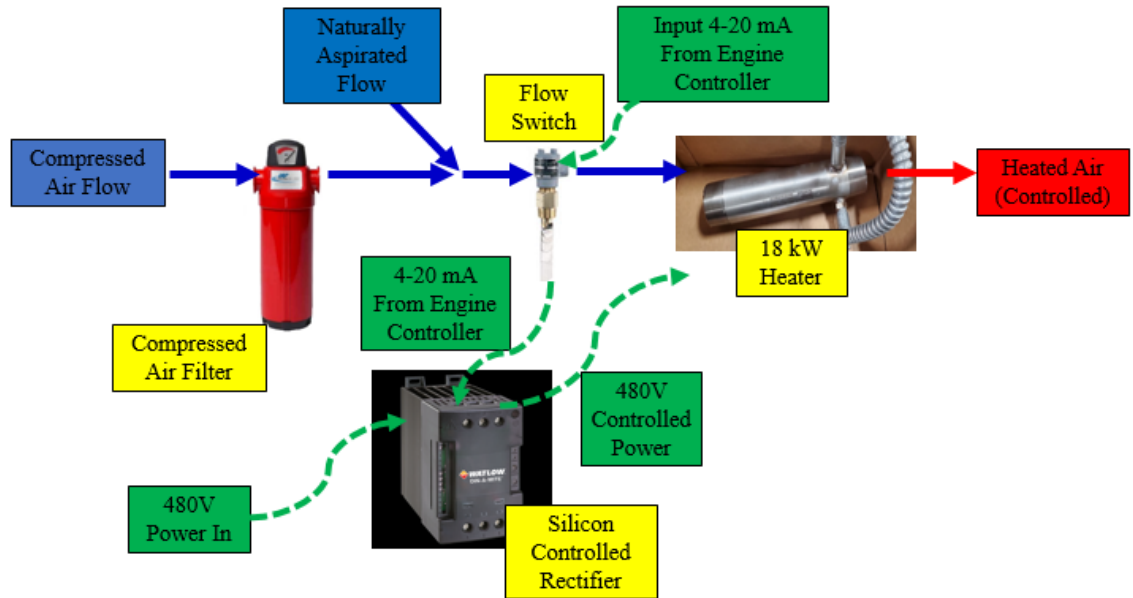 Naturally
Aspirated
Flow
Input 4-20 mA
From Engine
Controller
Flow
Switch
Compressed
Air Flow
Heated Air
(Controlled)
18 kW
Heater
4-20 mA
From Engine
Controller
Compressed
Air Filter
480V
Controlled
Power
WATLOW
DIN-A-MITE
480V
Power In
Silicon
Controlled
Rectifier